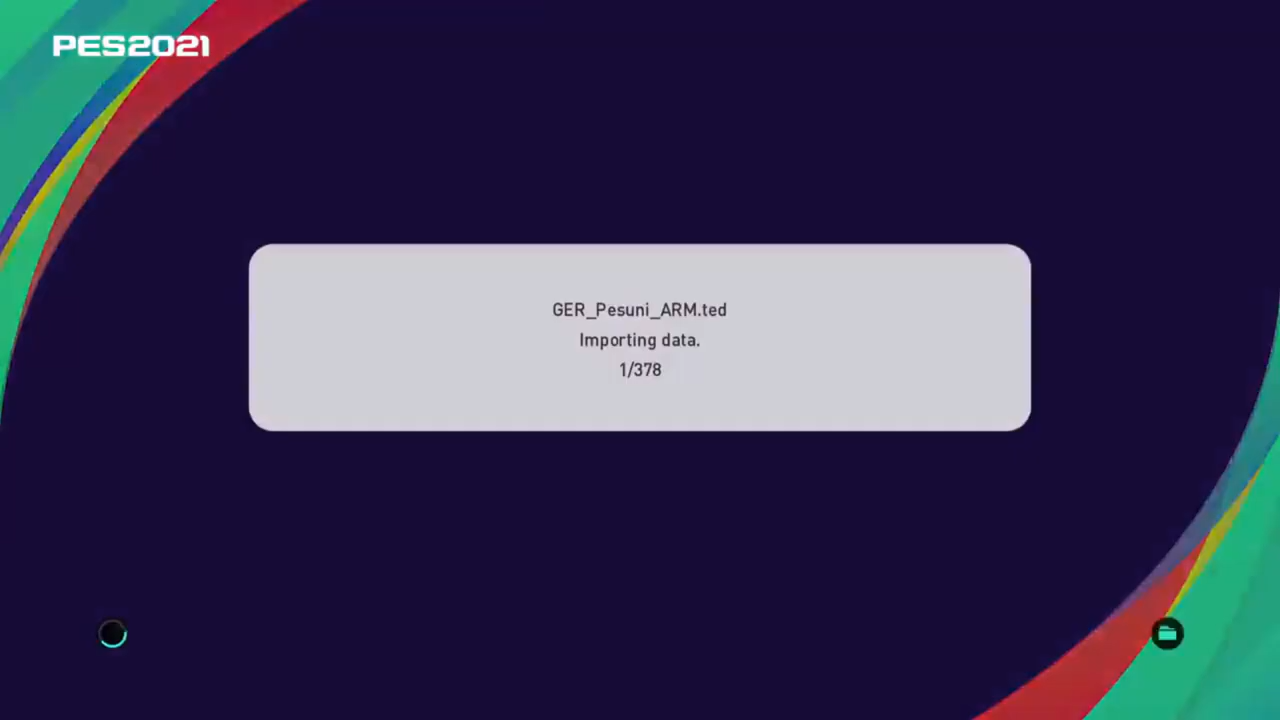 PES2021
GER_Pesuni_ARM.ted
Importing data.
1/378